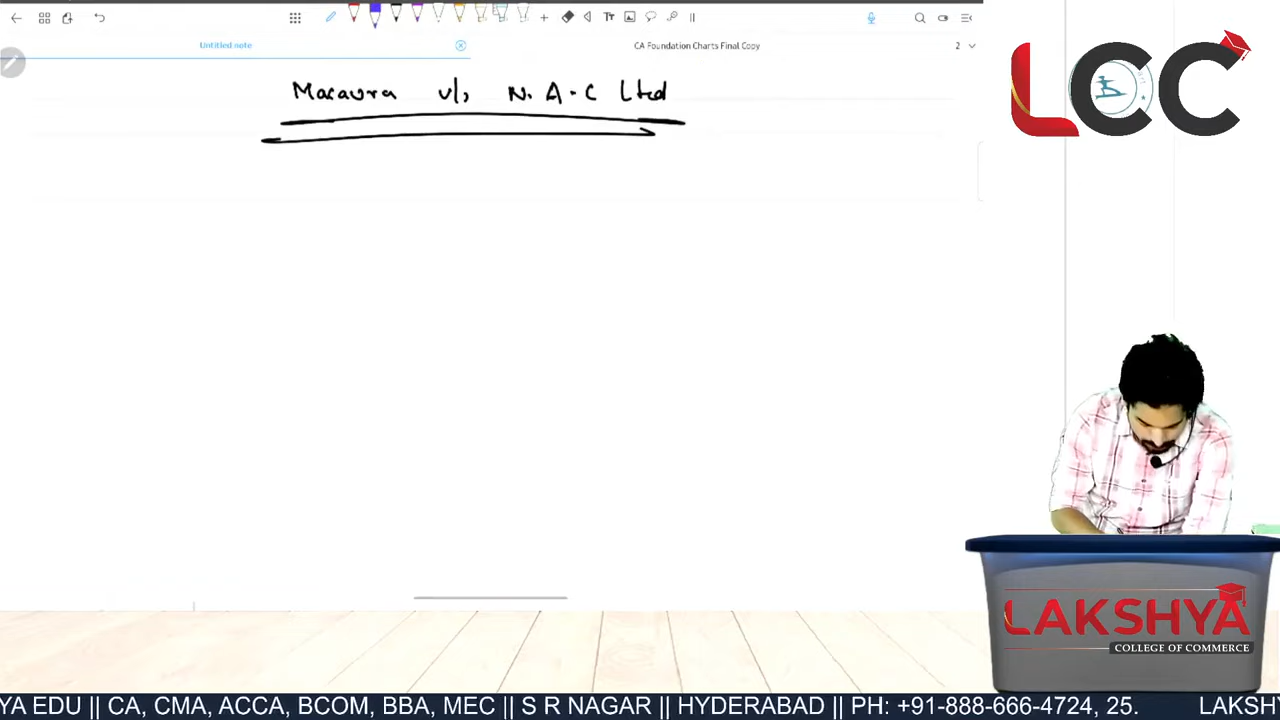 Untitled note
CA Foundation Charts Final Copy
2
Tt
Macaura v/s N. A. C Ltd
LCC
LAKSHYA
COLLEGE OF COMMERCE
YA EDU || CA, CMA, ACCA, BCOM, BBA, MEC || S R NAGAR || HYDERABAD || PH: +91-888-666-4724, 25. LAKSH